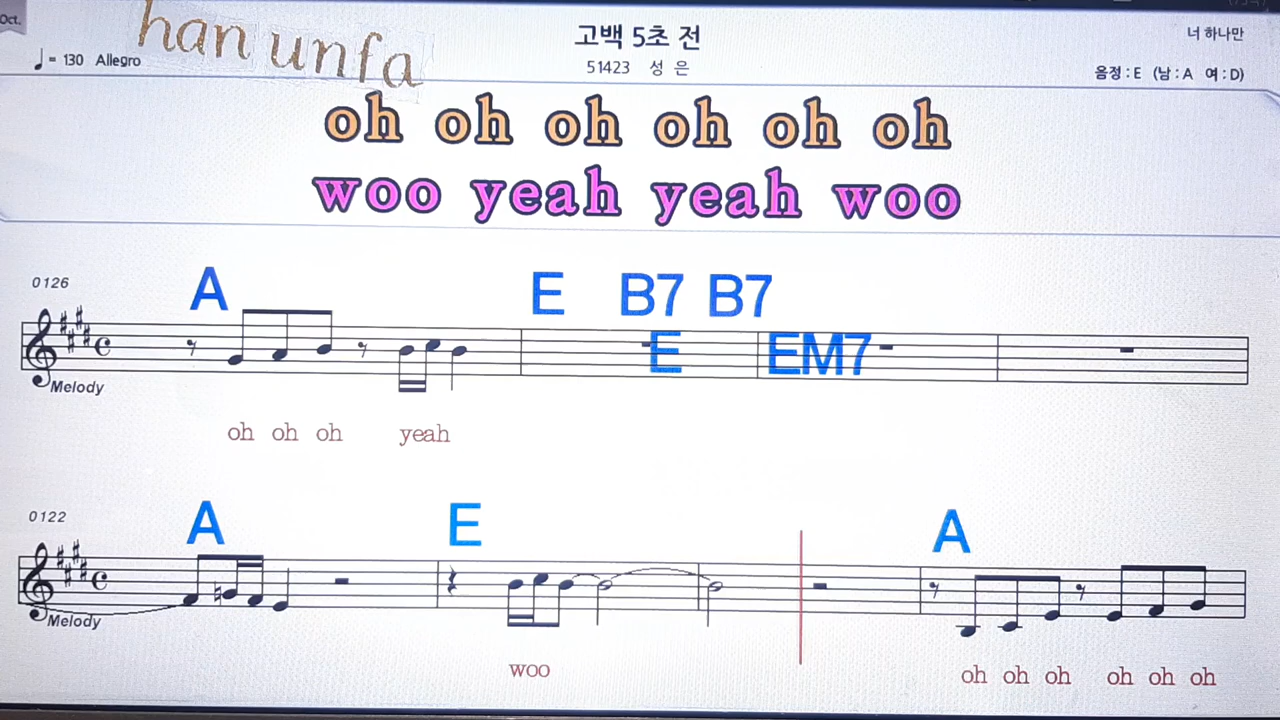 Oct.
han unfa
고백 5초 전
너 하나만
♩ = 130 Allegro
51423 성 은
음정 : E (남 : A 여 : D)
oh oh oh oh oh oh
woo yeah yeah woo
0126
A E B7 B7
E EM7
Melody
oh oh oh yeah
0122
A E A
Melody
woo
oh oh oh oh oh oh